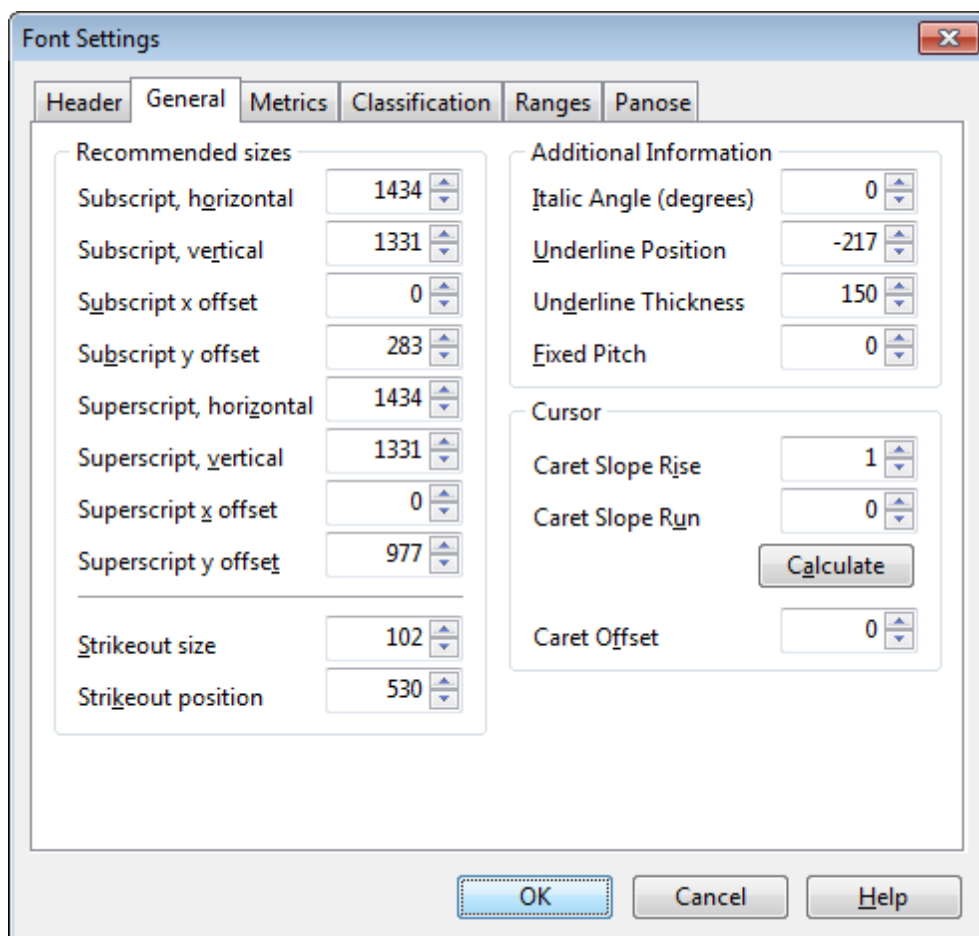 Font Settings
Header General Metrics Classification Ranges Panose
Recommended sizes
Subscript, horizontal 1434
Subscript, vertical 1331
Subscript x offset 0
Subscript y offset 283
Superscript, horizontal 1434
Superscript, vertical 1331
Superscript x offset 0
Superscript y offset 977
Strikeout size 102
Strikeout position 530
Additional Information
Italic Angle (degrees) 0
Underline Position -217
Underline Thickness 150
Fixed Pitch 0
Cursor
Caret Slope Rise 1
Caret Slope Run 0
Calculate
Caret Offset 0
OK Cancel Help